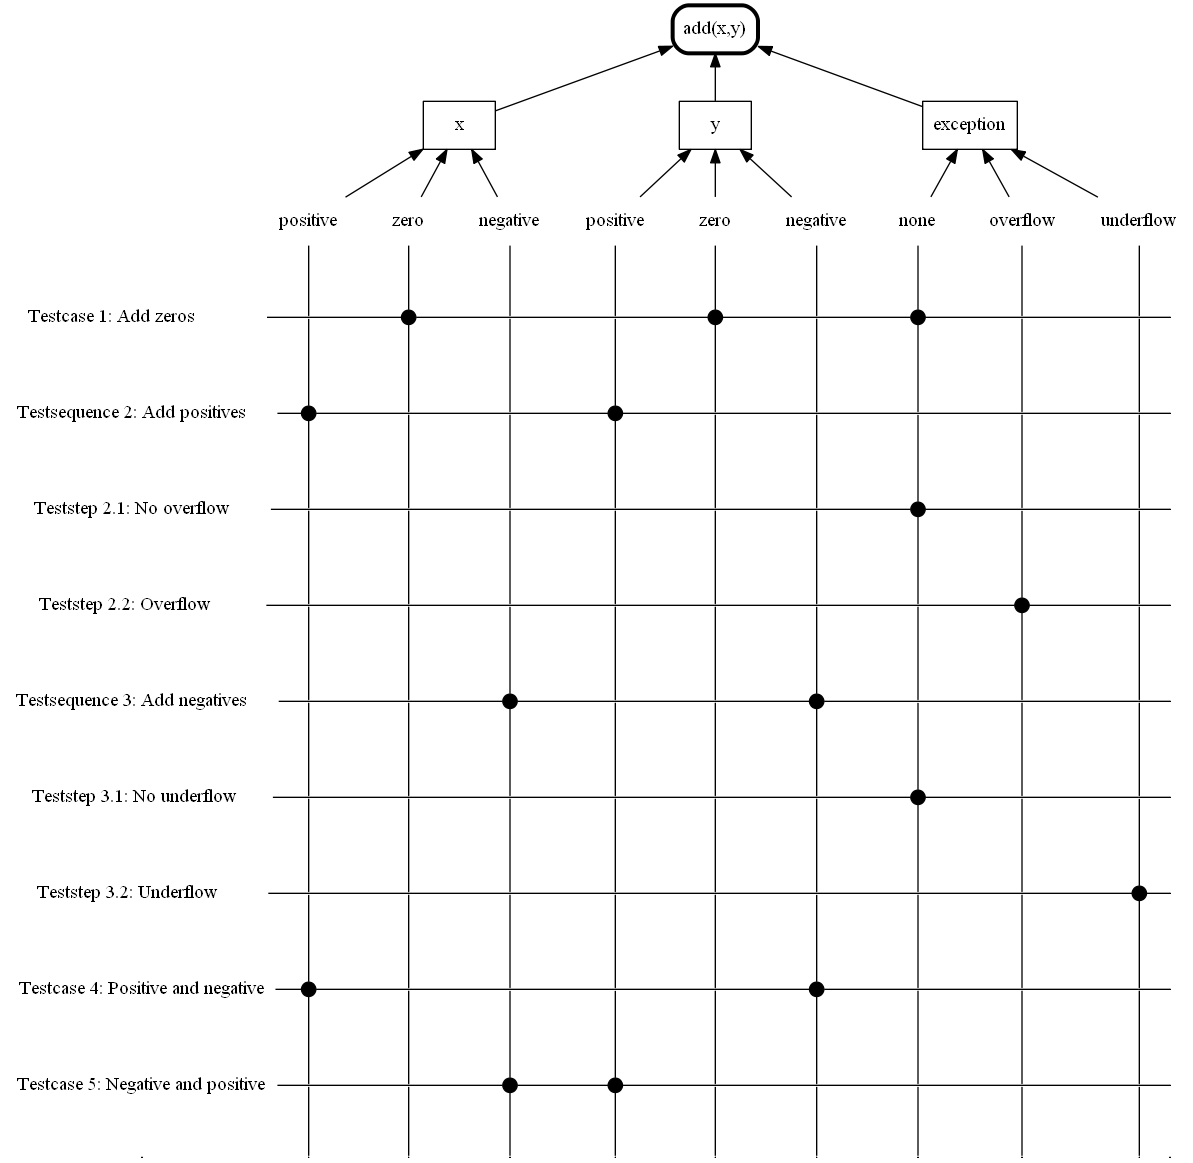 add(x,y)
x
y
exception
positive
zero
negative
positive
zero
negative
none
overflow
underflow
Testcase 1: Add zeros
Testsequence 2: Add positives
Teststep 2.1: No overflow
Teststep 2.2: Overflow
Testsequence 3: Add negatives
Teststep 3.1: No underflow
Teststep 3.2: Underflow
Testcase 4: Positive and negative
Testcase 5: Negative and positive